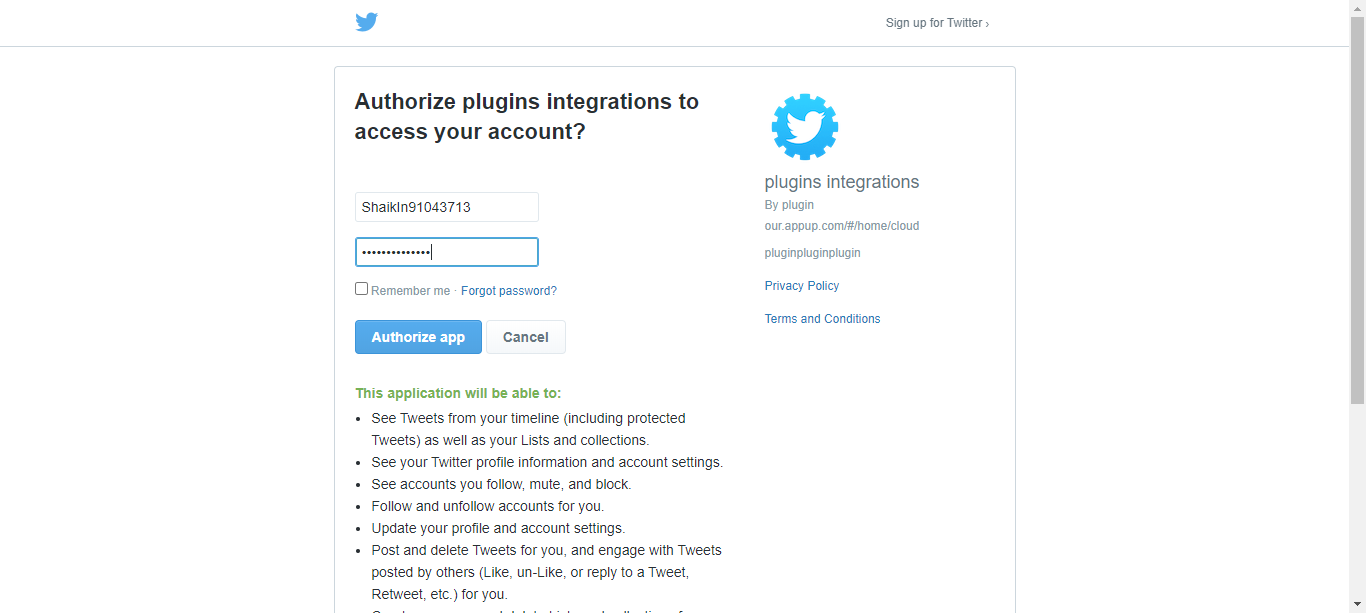 Sign up for Twitter ›
Authorize plugins integrations to
access your account?
ShaikIn91043713
••••••••••••••
Remember me · Forgot password?
Authorize app
Cancel
plugins integrations
By plugin
our.appup.com/#/home/cloud
pluginpluginplugin
Privacy Policy
Terms and Conditions
This application will be able to:
• See Tweets from your timeline (including protected
Tweets) as well as your Lists and collections.
• See your Twitter profile information and account settings.
• See accounts you follow, mute, and block.
• Follow and unfollow accounts for you.
• Update your profile and account settings.
• Post and delete Tweets for you, and engage with Tweets
posted by others (Like, un-Like, or reply to a Tweet,
Retweet, etc.) for you.